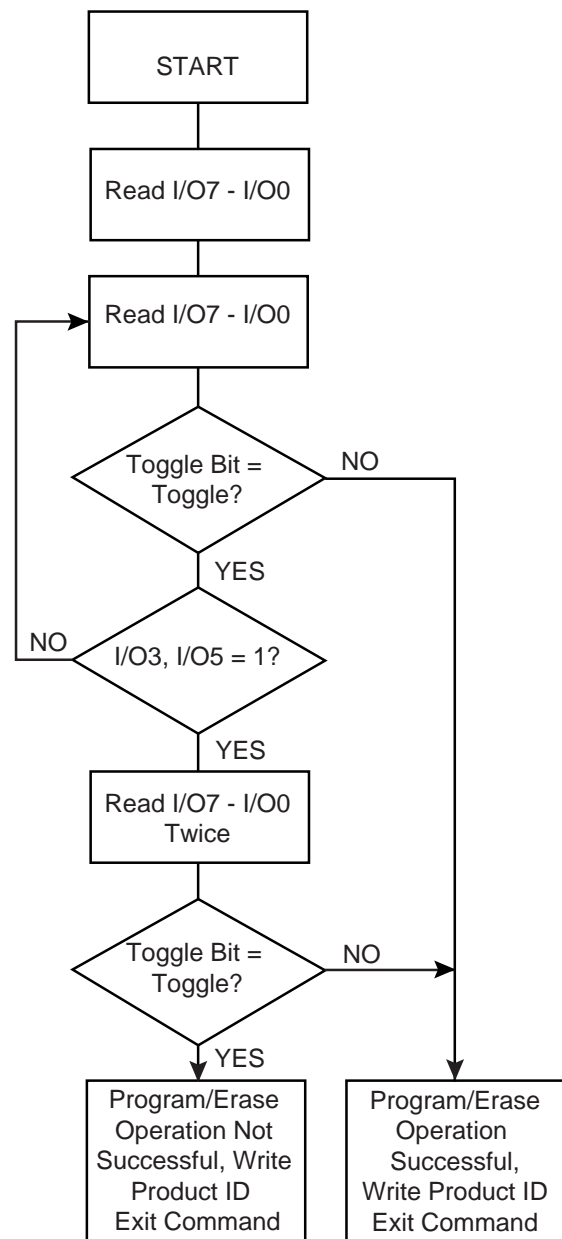 START
Read I/O7 - I/O0
Read I/O7 - I/O0
Toggle Bit =
Toggle?
NO
YES
NO
I/O3, I/O5 = 1?
YES
Read I/O7 - I/O0
Twice
Toggle Bit =
Toggle?
NO
YES
Program/Erase
Operation Not
Successful, Write
Product ID
Exit Command
Program/Erase
Operation
Successful,
Write Product ID
Exit Command